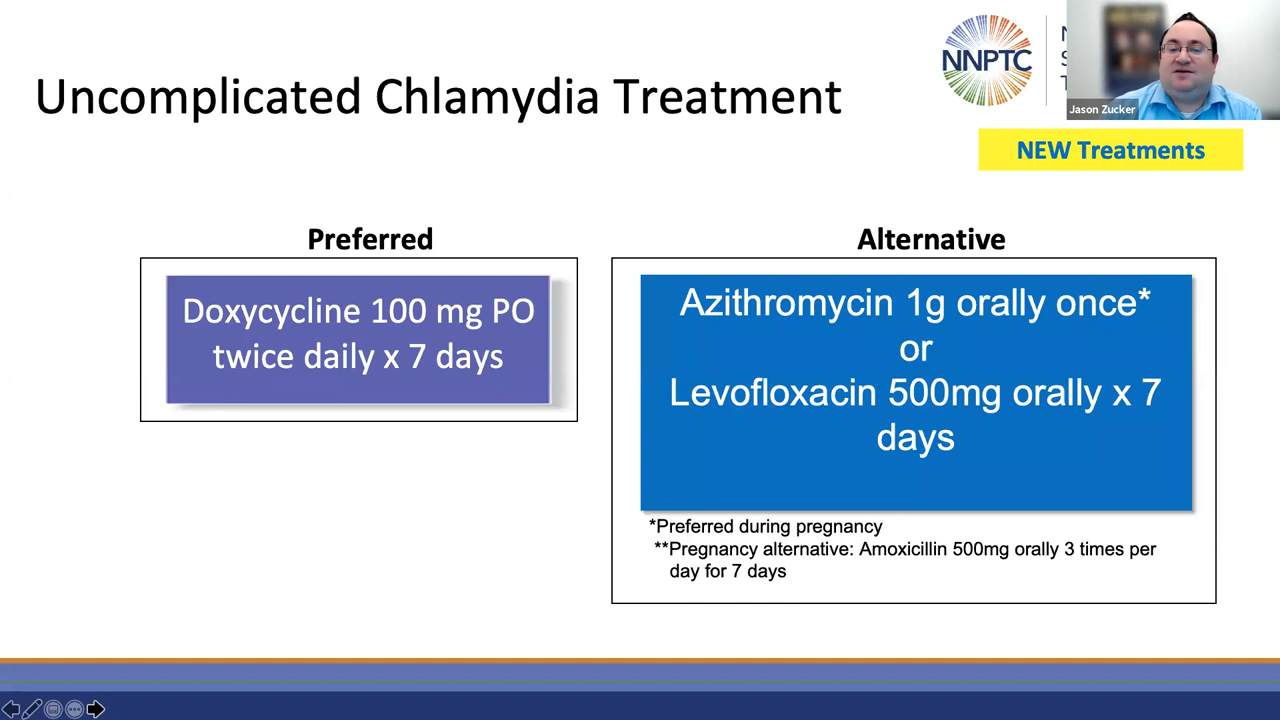 Uncomplicated Chlamydia Treatment
NNPTC
N
S
T
Jason Zucker
NEW Treatments
Preferred
Doxycycline 100 mg PO
twice daily x 7 days
Alternative
Azithromycin 1g orally once*
or
Levofloxacin 500mg orally x 7
days
*Preferred during pregnancy
**Pregnancy alternative: Amoxicillin 500mg orally 3 times per
day for 7 days